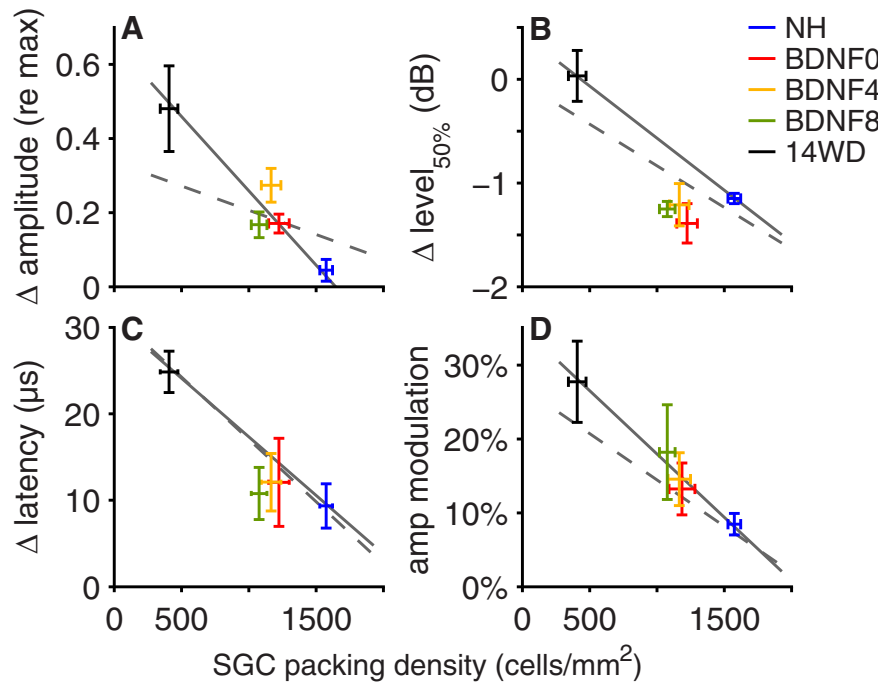 A
0.6
0.4
0.2
0
Δ amplitude (re max)
B
0
−1
−2
Δ level50% (dB)
NH
BDNF0
BDNF4
BDNF8
14WD
C
30
20
10
0
Δ latency (µs)
0 500 1500
D
30%
20%
10%
0%
amp modulation
0 500 1500
SGC packing density (cells/mm²)